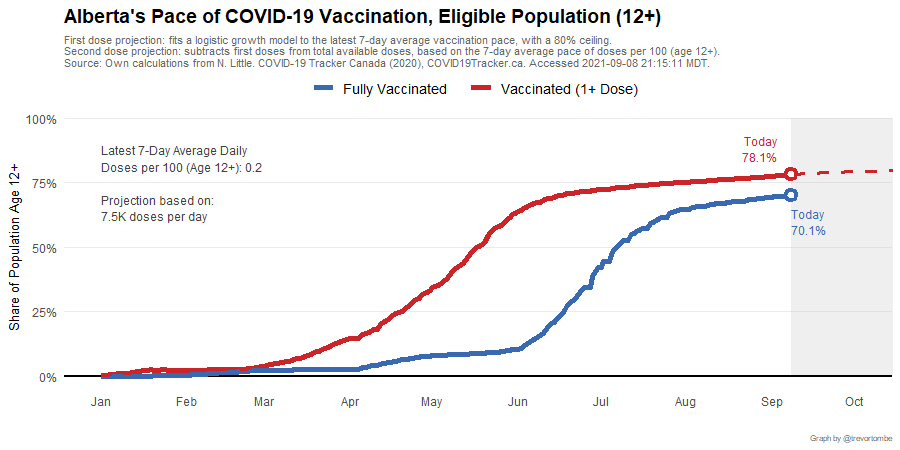 Alberta's Pace of COVID-19 Vaccination, Eligible Population (12+)
First dose projection: fits a logistic growth model to the latest 7-day average vaccination pace, with a 80% ceiling.
Second dose projection: subtracts first doses from total available doses, based on the 7-day average pace of doses per 100 (age 12+).
Source: Own calculations from N. Little. COVID-19 Tracker Canada (2020), COVID19Tracker.ca. Accessed 2021-09-08 21:15:11 MDT.
Fully Vaccinated
Vaccinated (1+ Dose)
100%
75%
50%
25%
0%
Share of Population Age 12+
Latest 7-Day Average Daily
Doses per 100 (Age 12+): 0.2
Projection based on:
7.5K doses per day
Today
78.1%
Today
70.1%
Jan Feb Mar Apr May Jun Jul Aug Sep Oct
Graph by @trevortombe